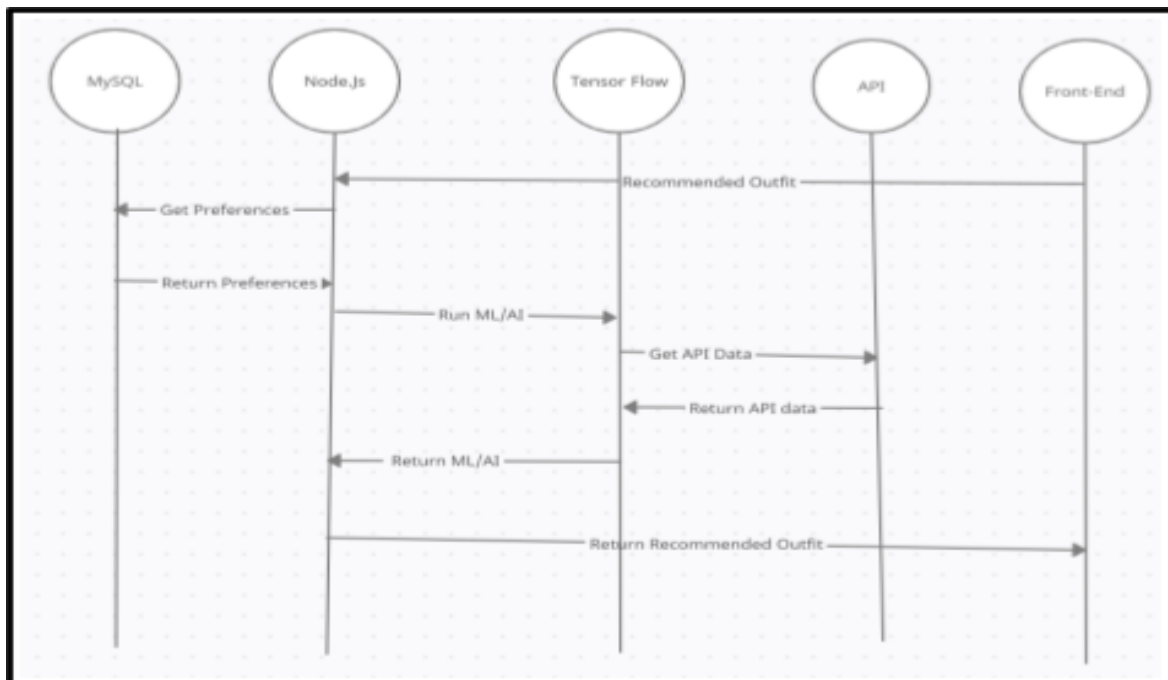 MySQL
Node.Js
Tensor Flow
API
Front-End
Recommended Outfit
Get Preferences
Return Preferences
Run ML/AI
Get API Data
Return API data
Return ML/AI
Return Recommended Outfit